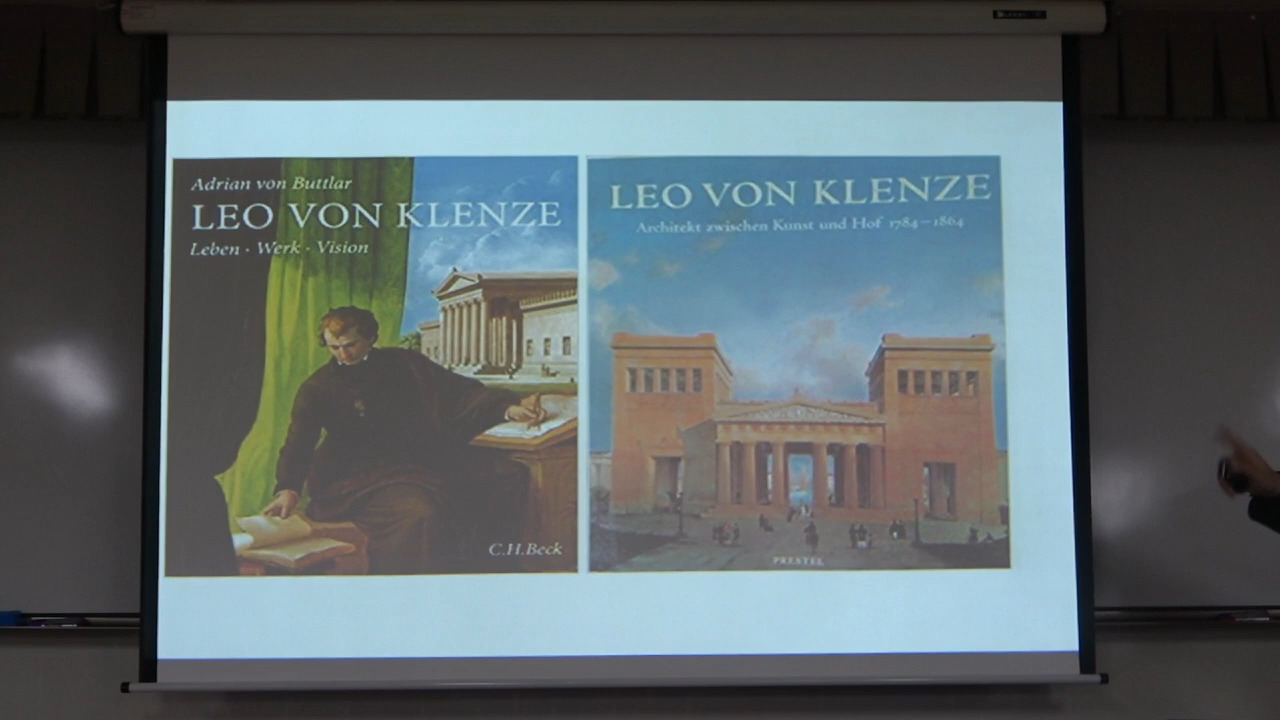 Adrian von Buttlar
LEO VON KLENZE
Leben · Werk · Vision
C.H.Beck
LEO VON KLENZE
Architekt zwischen Kunst und Hof 1784–1864
PRESTEL